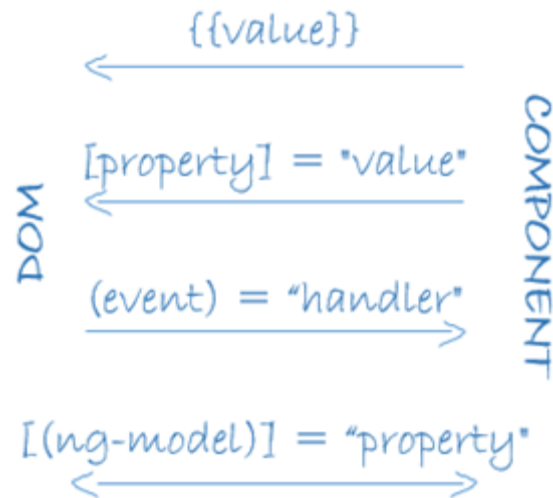 {{value}}
[property] = "value"
DOM
COMPONENT
(event) = "handler"
[(ng-model)] = "property"